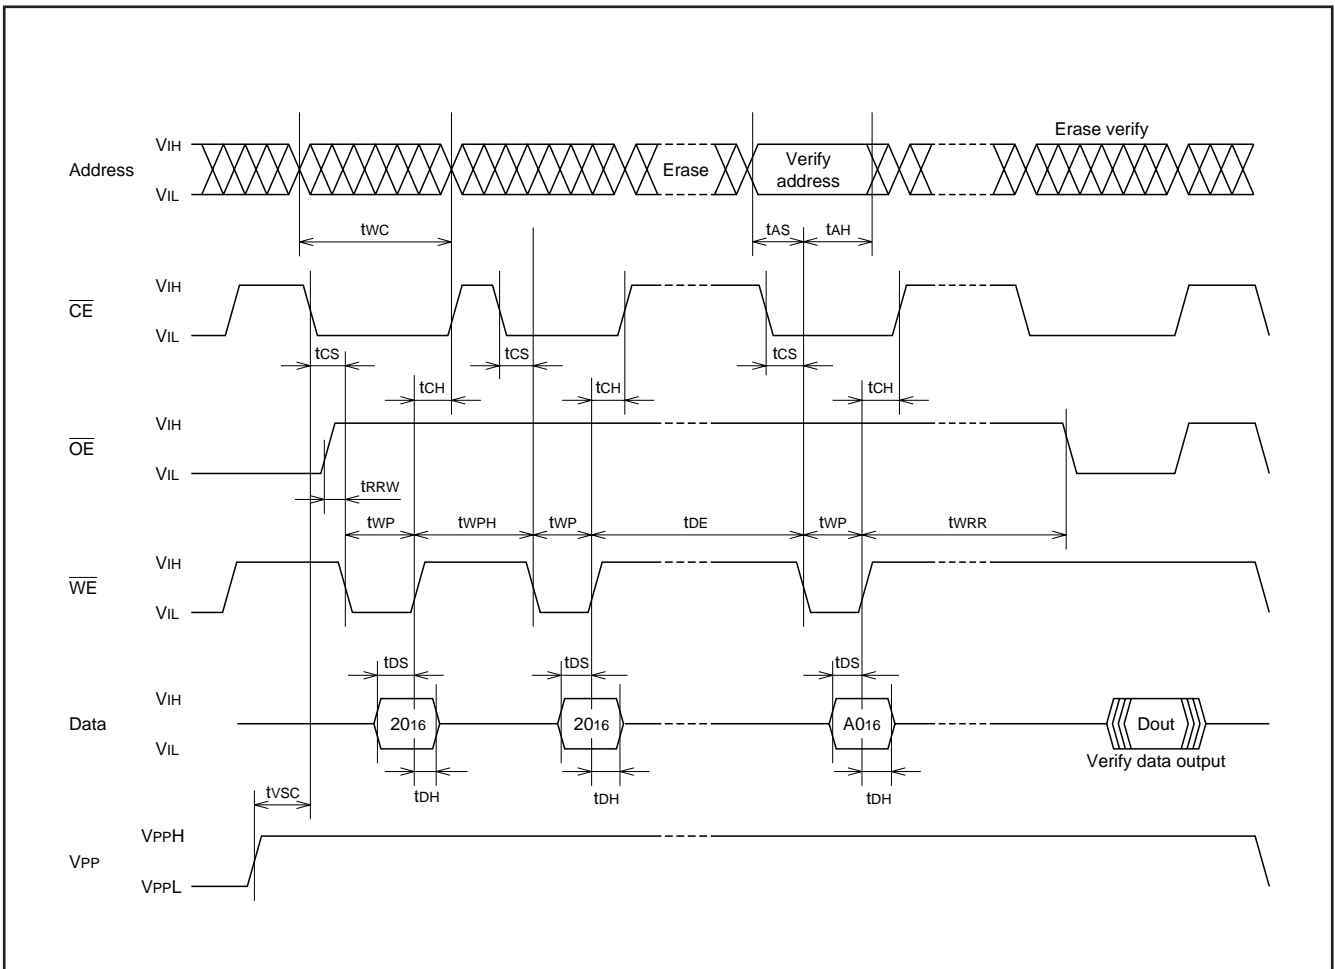 Erase verify
VIH
Address
Erase
Verify
address
VIL
tWC
tAS
tAH
VIH
CE
VIL
tCS
tCS
tCS
tCH
tCH
tCH
VIH
OE
VIL
tRRW
tWP
tWPH
tWP
tDE
tWP
tWRR
VIH
WE
VIL
tDS
tDS
tDS
VIH
Data
2016
2016
A016
Dout
VIL
Verify data output
tDH
tDH
tDH
tVSC
VPPH
VPP
VPPL